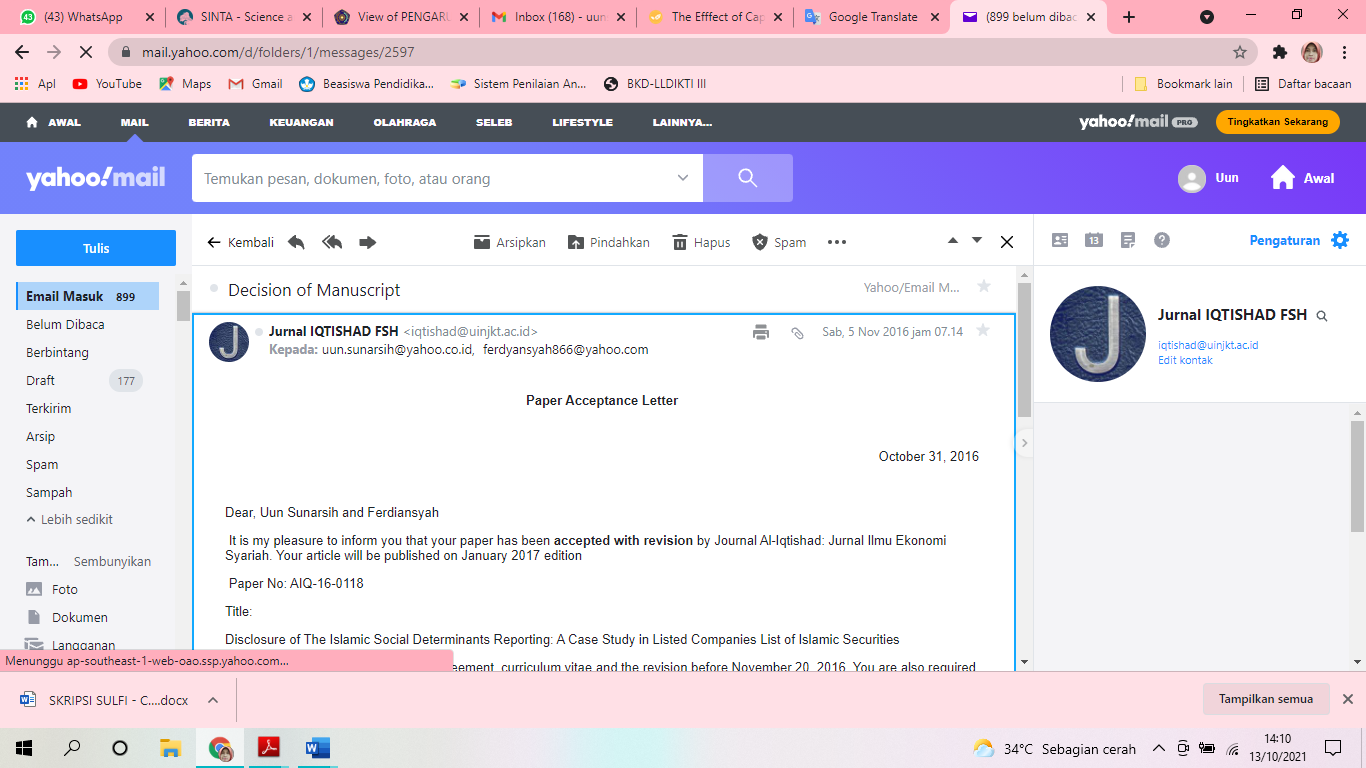 (43) WhatsApp
SINTA - Science a
View of PENGARU
Inbox (168) - uun
The Efffect of Cap
Google Translate
(899 belum dibac
mail.yahoo.com/d/folders/1/messages/2597
Apl YouTube Maps Gmail Beasiswa Pendidika... Sistem Penilaian An... BKD-LLDIKTI III Bookmark lain Daftar bacaan
AWAL MAIL BERITA KEUANGAN OLAHRAGA SELEB LIFESTYLE LAINNYA... yahoo!mail PRO Tingkatkan Sekarang
yahoo!mail Temukan pesan, dokumen, foto, atau orang Uun Awal
Tulis
Kembali Arsipkan Pindahkan Hapus Spam
13 Pengaturan
Email Masuk 899
Belum Dibaca
Berbintang
Draft 177
Terkirim
Arsip
Spam
Sampah
Lebih sedikit
Tam... Sembunyikan
Foto
Dokumen
Langganan
Decision of Manuscript Yahoo/Email M...
Jurnal IQTISHAD FSH <iqtishad@uinjkt.ac.id> Sab, 5 Nov 2016 jam 07.14
Kepada: uun.sunarsih@yahoo.co.id, ferdyansyah866@yahoo.com
Paper Acceptance Letter
October 31, 2016
Dear, Uun Sunarsih and Ferdiansyah
It is my pleasure to inform you that your paper has been accepted with revision by Journal Al-Iqtishad: Jurnal Ilmu Ekonomi
Syariah. Your article will be published on January 2017 edition
Paper No: AIQ-16-0118
Title:
Disclosure of The Islamic Social Determinants Reporting: A Case Study in Listed Companies List of Islamic Securities
curriculum vitae and the revision before November 20, 2016. You are also required
J
Jurnal IQTISHAD FSH
iqtishad@uinjkt.ac.id
Edit kontak
Menunggu ap-southeast-1-web-oao.ssp.yahoo.com...
SKRIPSI SULFI - C....docx Tampilkan semua
34°C Sebagian cerah
14:10
13/10/2021